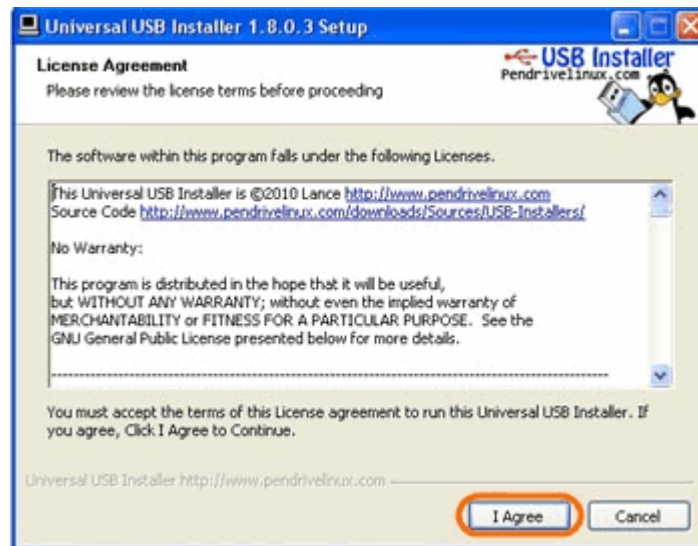 Universal USB Installer 1.8.0.3 Setup
License Agreement
Please review the license terms before proceeding
USB Installer
Pendrivelinux.com
The software within this program falls under the following Licenses.
This Universal USB Installer is ©2010 Lance http://www.pendrivelinux.com
Source Code http://www.pendrivelinux.com/downloads/Sources/USB-Installers/
No Warranty:
This program is distributed in the hope that it will be useful,
but WITHOUT ANY WARRANTY; without even the implied warranty of
MERCHANTABILITY or FITNESS FOR A PARTICULAR PURPOSE. See the
GNU General Public License presented below for more details.
--------------------------------------------------------------------------------
You must accept the terms of this License agreement to run this Universal USB Installer. If
you agree, Click I Agree to Continue.
Universal USB Installer http://www.pendrivelinux.com
I Agree
Cancel